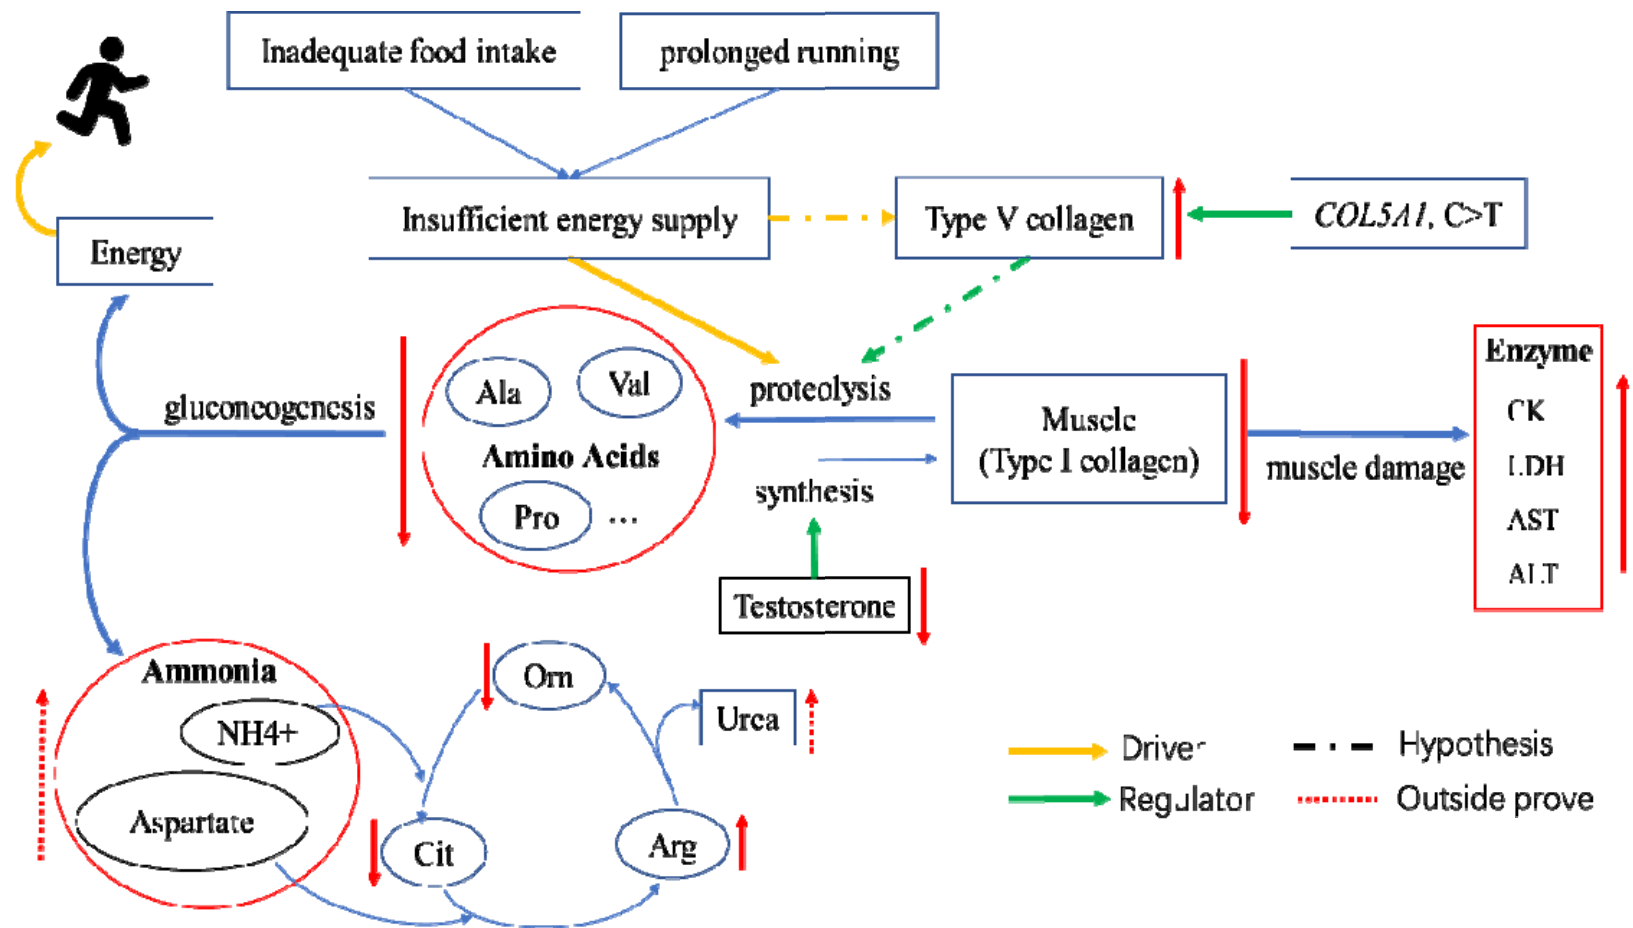 Inadequate food intake
prolonged running
Insufficient energy supply
Type V collagen
COL5A1, C>T
Energy
Enzyme
CK
LDH
AST
ALT
Ala
Val
Amino Acids
Pro
...
gluconeogenesis
proteolysis
synthesis
Muscle
(Type I collagen)
muscle damage
Testosterone
Ammonia
NH4+
Aspartate
Orn
Urea
Cit
Arg
Driver
Hypothesis
Regulator
Outside prove